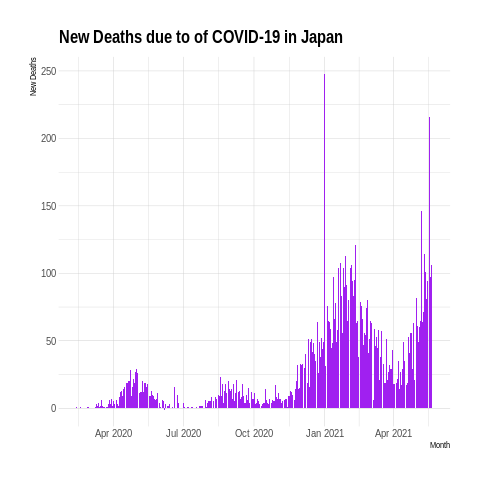 New Deaths due to of COVID-19 in Japan
New Deaths
250
200
150
100
50
0
Apr 2020 Jul 2020 Oct 2020 Jan 2021 Apr 2021
Month